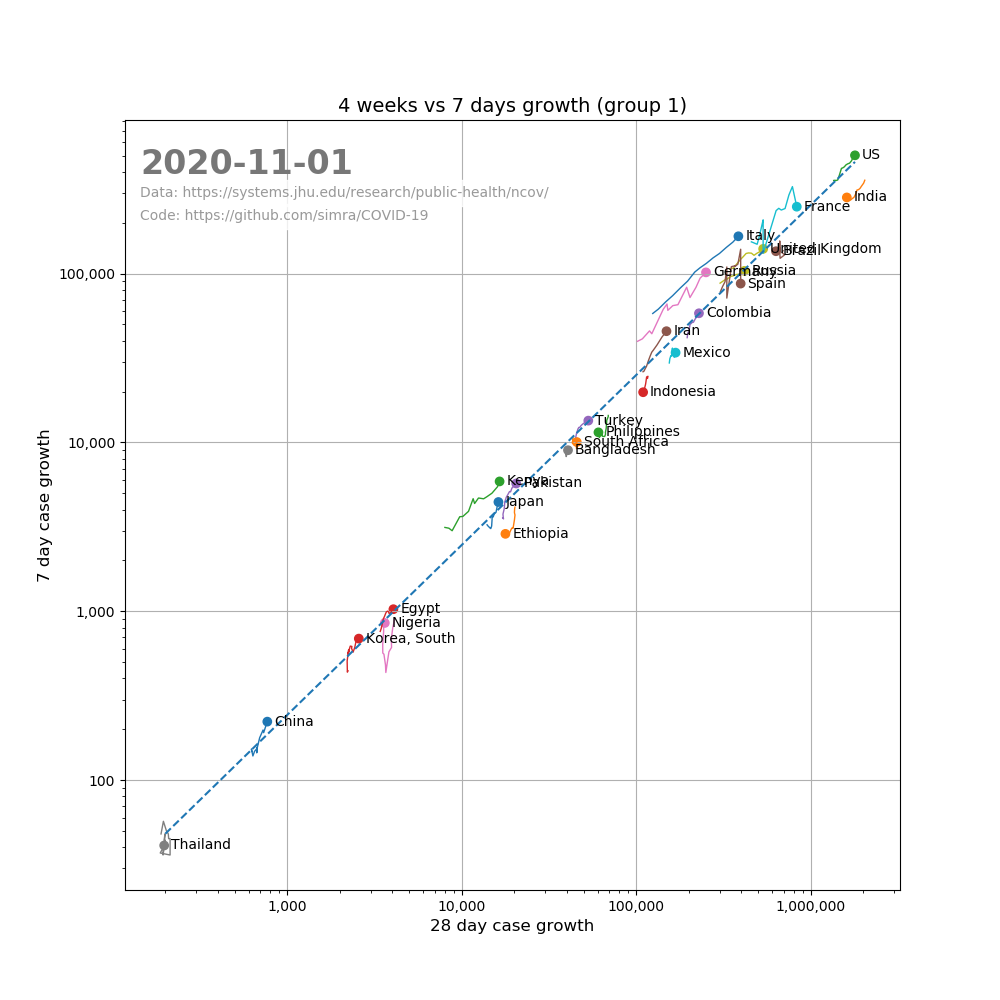 4 weeks vs 7 days growth (group 1)
2020-11-01
Data: https://systems.jhu.edu/research/public-health/ncov/
Code: https://github.com/simra/COVID-19
US
India
France
Italy
United Kingdom
Brazil
Germany
Russia
Spain
Colombia
Iran
Mexico
Indonesia
Turkey
Philippines
South Africa
Bangladesh
Kenya
Pakistan
Japan
Ethiopia
Egypt
Nigeria
Korea, South
China
Thailand
100,000
10,000
1,000
100
7 day case growth
1,000
10,000
100,000
1,000,000
28 day case growth